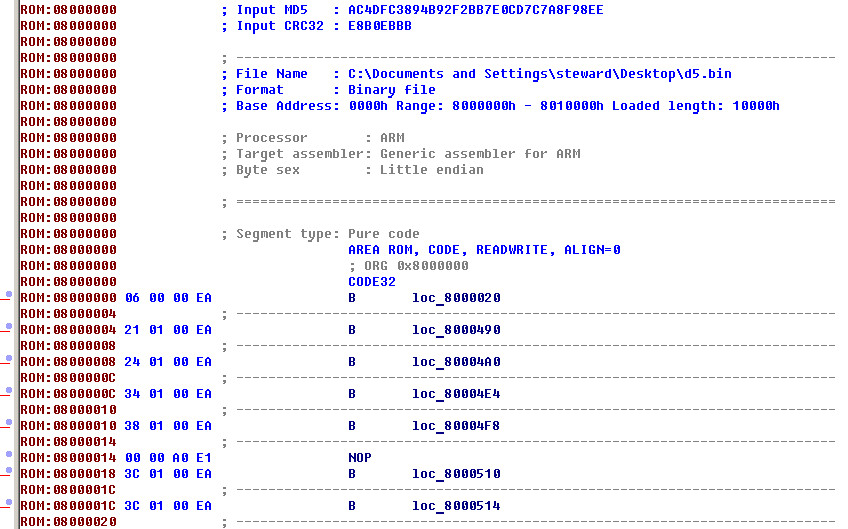 ROM:08000000 ; Input MD5 : AC4DFC3894B92F2BB7E0CD7C7A8F98EE
ROM:08000000 ; Input CRC32 : E8B0EBBB
ROM:08000000
ROM:08000000 ; ---------------------------------------------------------------------------
ROM:08000000 ; File Name : C:\Documents and Settings\steward\Desktop\d5.bin
ROM:08000000 ; Format : Binary file
ROM:08000000 ; Base Address: 0000h Range: 8000000h - 8010000h Loaded length: 10000h
ROM:08000000
ROM:08000000 ; Processor : ARM
ROM:08000000 ; Target assembler: Generic assembler for ARM
ROM:08000000 ; Byte sex : Little endian
ROM:08000000
ROM:08000000 ; ===========================================================================
ROM:08000000
ROM:08000000 ; Segment type: Pure code
ROM:08000000 AREA ROM, CODE, READWRITE, ALIGN=0
ROM:08000000 ; ORG 0x8000000
ROM:08000000 CODE32
ROM:08000000 06 00 00 EA B loc_8000020
ROM:08000004 ; ---------------------------------------------------------------------------
ROM:08000004 21 01 00 EA B loc_8000490
ROM:08000008 ; ---------------------------------------------------------------------------
ROM:08000008 24 01 00 EA B loc_80004A0
ROM:0800000C ; ---------------------------------------------------------------------------
ROM:0800000C 34 01 00 EA B loc_80004E4
ROM:08000010 ; ---------------------------------------------------------------------------
ROM:08000010 38 01 00 EA B loc_80004F8
ROM:08000014 ; ---------------------------------------------------------------------------
ROM:08000014 00 00 A0 E1 NOP
ROM:08000018 3C 01 00 EA B loc_8000510
ROM:0800001C ; ---------------------------------------------------------------------------
ROM:0800001C 3C 01 00 EA B loc_8000514
ROM:08000020 ; ---------------------------------------------------------------------------